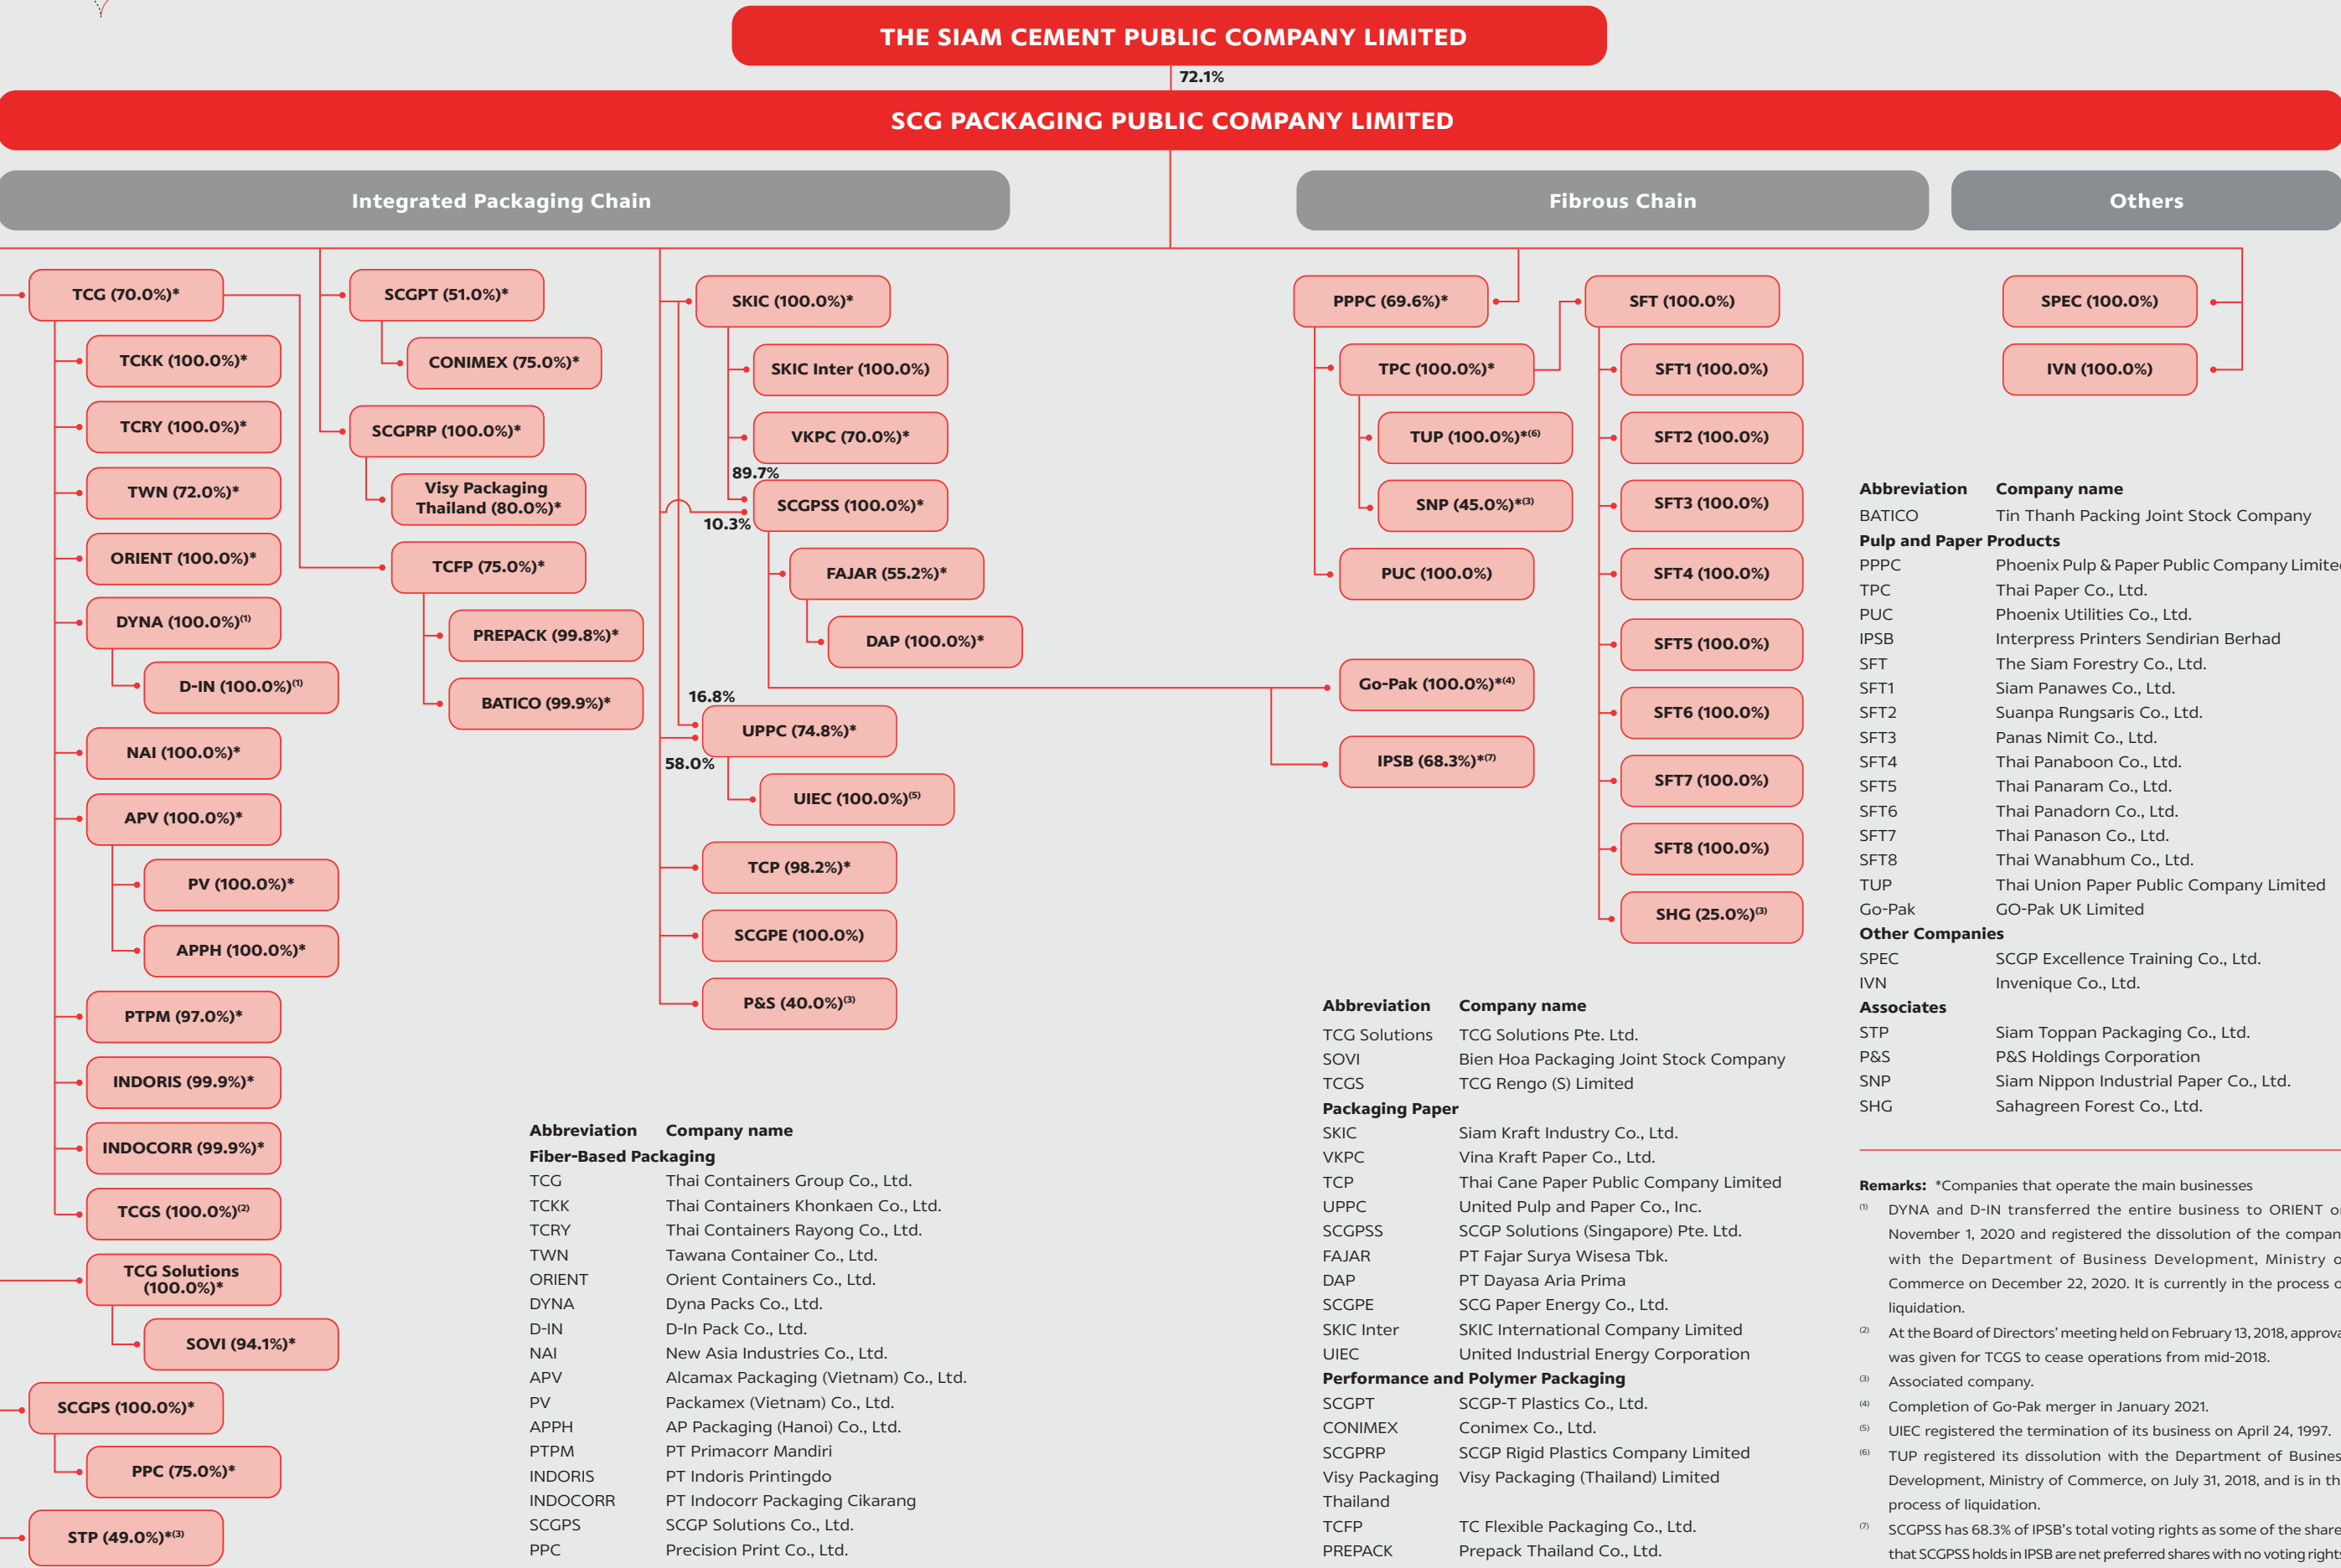 THE SIAM CEMENT PUBLIC COMPANY LIMITED
72.1%
SCG PACKAGING PUBLIC COMPANY LIMITED
Integrated Packaging Chain
Fibrous Chain
Others
TCG (70.0%)*
TCKK (100.0%)*
TCRY (100.0%)*
TWN (72.0%)*
ORIENT (100.0%)*
DYNA (100.0%)(1)
D-IN (100.0%)(1)
NAI (100.0%)*
APV (100.0%)*
PV (100.0%)*
APPH (100.0%)*
PTPM (97.0%)*
INDORIS (99.9%)*
INDOCORR (99.9%)*
TCGS (100.0%)(2)
TCG Solutions
(100.0%)*
SOVI (94.1%)*
SCGPS (100.0%)*
PPC (75.0%)*
STP (49.0%)*(3)
SCGPT (51.0%)*
CONIMEX (75.0%)*
SCGPRP (100.0%)*
Visy Packaging
Thailand (80.0%)*
TCFP (75.0%)*
PREPACK (99.8%)*
BATICO (99.9%)*
SKIC (100.0%)*
SKIC Inter (100.0%)
VKPC (70.0%)*
89.7%
SCGPSS (100.0%)*
10.3%
FAJAR (55.2%)*
DAP (100.0%)*
16.8%
UPPC (74.8%)*
58.0%
UIEC (100.0%)(5)
TCP (98.2%)*
SCGPE (100.0%)
P&S (40.0%)(3)
PPPC (69.6%)*
TPC (100.0%)*
TUP (100.0%)*(6)
SNP (45.0%)*(3)
PUC (100.0%)
Go-Pak (100.0%)*(4)
IPSB (68.3%)*(7)
SFT (100.0%)
SFT1 (100.0%)
SFT2 (100.0%)
SFT3 (100.0%)
SFT4 (100.0%)
SFT5 (100.0%)
SFT6 (100.0%)
SFT7 (100.0%)
SFT8 (100.0%)
SHG (25.0%)(3)
SPEC (100.0%)
IVN (100.0%)
Abbreviation Company name
Fiber-Based Packaging
TCG Thai Containers Group Co., Ltd.
TCKK Thai Containers Khonkaen Co., Ltd.
TCRY Thai Containers Rayong Co., Ltd.
TWN Tawana Container Co., Ltd.
ORIENT Orient Containers Co., Ltd.
DYNA Dyna Packs Co., Ltd.
D-IN D-In Pack Co., Ltd.
NAI New Asia Industries Co., Ltd.
APV Alcamax Packaging (Vietnam) Co., Ltd.
PV Packamex (Vietnam) Co., Ltd.
APPH AP Packaging (Hanoi) Co., Ltd.
PTPM PT Primacorr Mandiri
INDORIS PT Indoris Printingdo
INDOCORR PT Indocorr Packaging Cikarang
SCGPS SCGP Solutions Co., Ltd.
PPC Precision Print Co., Ltd.
Abbreviation Company name
TCG Solutions TCG Solutions Pte. Ltd.
SOVI Bien Hoa Packaging Joint Stock Company
TCGS TCG Rengo (S) Limited
Packaging Paper
SKIC Siam Kraft Industry Co., Ltd.
VKPC Vina Kraft Paper Co., Ltd.
TCP Thai Cane Paper Public Company Limited
UPPC United Pulp and Paper Co., Inc.
SCGPSS SCGP Solutions (Singapore) Pte. Ltd.
FAJAR PT Fajar Surya Wisesa Tbk.
DAP PT Dayasa Aria Prima
SCGPE SCG Paper Energy Co., Ltd.
SKIC Inter SKIC International Company Limited
UIEC United Industrial Energy Corporation
Performance and Polymer Packaging
SCGPT SCGP-T Plastics Co., Ltd.
CONIMEX Conimex Co., Ltd.
SCGPRP SCGP Rigid Plastics Company Limited
Visy Packaging Visy Packaging (Thailand) Limited
Thailand
TCFP TC Flexible Packaging Co., Ltd.
PREPACK Prepack Thailand Co., Ltd.
Abbreviation Company name
BATICO Tin Thanh Packing Joint Stock Company
Pulp and Paper Products
PPPC Phoenix Pulp & Paper Public Company Limite
TPC Thai Paper Co., Ltd.
PUC Phoenix Utilities Co., Ltd.
IPSB Interpress Printers Sendirian Berhad
SFT The Siam Forestry Co., Ltd.
SFT1 Siam Panawes Co., Ltd.
SFT2 Suanpa Rungsaris Co., Ltd.
SFT3 Panas Nimit Co., Ltd.
SFT4 Thai Panaboon Co., Ltd.
SFT5 Thai Panaram Co., Ltd.
SFT6 Thai Panadorn Co., Ltd.
SFT7 Thai Panason Co., Ltd.
SFT8 Thai Wanabhum Co., Ltd.
TUP Thai Union Paper Public Company Limited
Go-Pak GO-Pak UK Limited
Other Companies
SPEC SCGP Excellence Training Co., Ltd.
IVN Invenique Co., Ltd.
Associates
STP Siam Toppan Packaging Co., Ltd.
P&S P&S Holdings Corporation
SNP Siam Nippon Industrial Paper Co., Ltd.
SHG Sahagreen Forest Co., Ltd.
Remarks: *Companies that operate the main businesses
(1) DYNA and D-IN transferred the entire business to ORIENT o
November 1, 2020 and registered the dissolution of the compan
with the Department of Business Development, Ministry o
Commerce on December 22, 2020. It is currently in the process o
liquidation.
(2) At the Board of Directors' meeting held on February 13, 2018, approva
was given for TCGS to cease operations from mid-2018.
(3) Associated company.
(4) Completion of Go-Pak merger in January 2021.
(5) UIEC registered the termination of its business on April 24, 1997.
(6) TUP registered its dissolution with the Department of Busines
Development, Ministry of Commerce, on July 31, 2018, and is in th
process of liquidation.
(7) SCGPSS has 68.3% of IPSB's total voting rights as some of the share
that SCGPSS holds in IPSB are net preferred shares with no voting rights